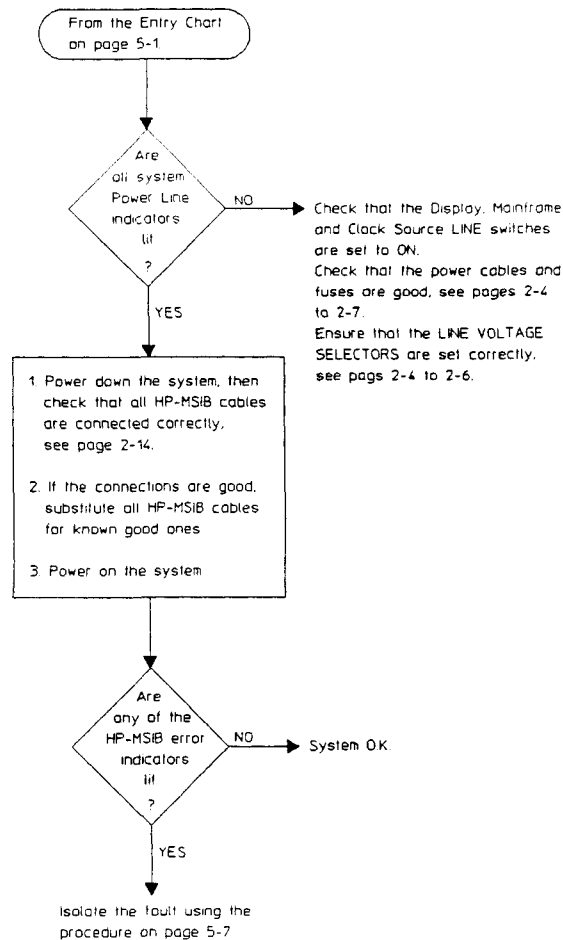 From the Entry Chart
on page 5-1
Are
all system
Power Line
indicators
lit
?
NO
Check that the Display, Mainframe
and Clock Source LINE switches
are set to ON.
Check that the power cables and
fuses are good, see pages 2-4
to 2-7.
Ensure that the LINE VOLTAGE
SELECTORS are set correctly,
see pags 2-4 to 2-6.
YES
1. Power down the system, then
check that all HP-MSIB cables
are connected correctly,
see page 2-14.
2. If the connections are good,
substitute all HP-MSIB cables
for known good ones
3. Power on the system
Are
any of the
HP-MSIB error
indicators
lit
?
NO
System OK.
YES
Isolate the fault using the
procedure on page 5-7